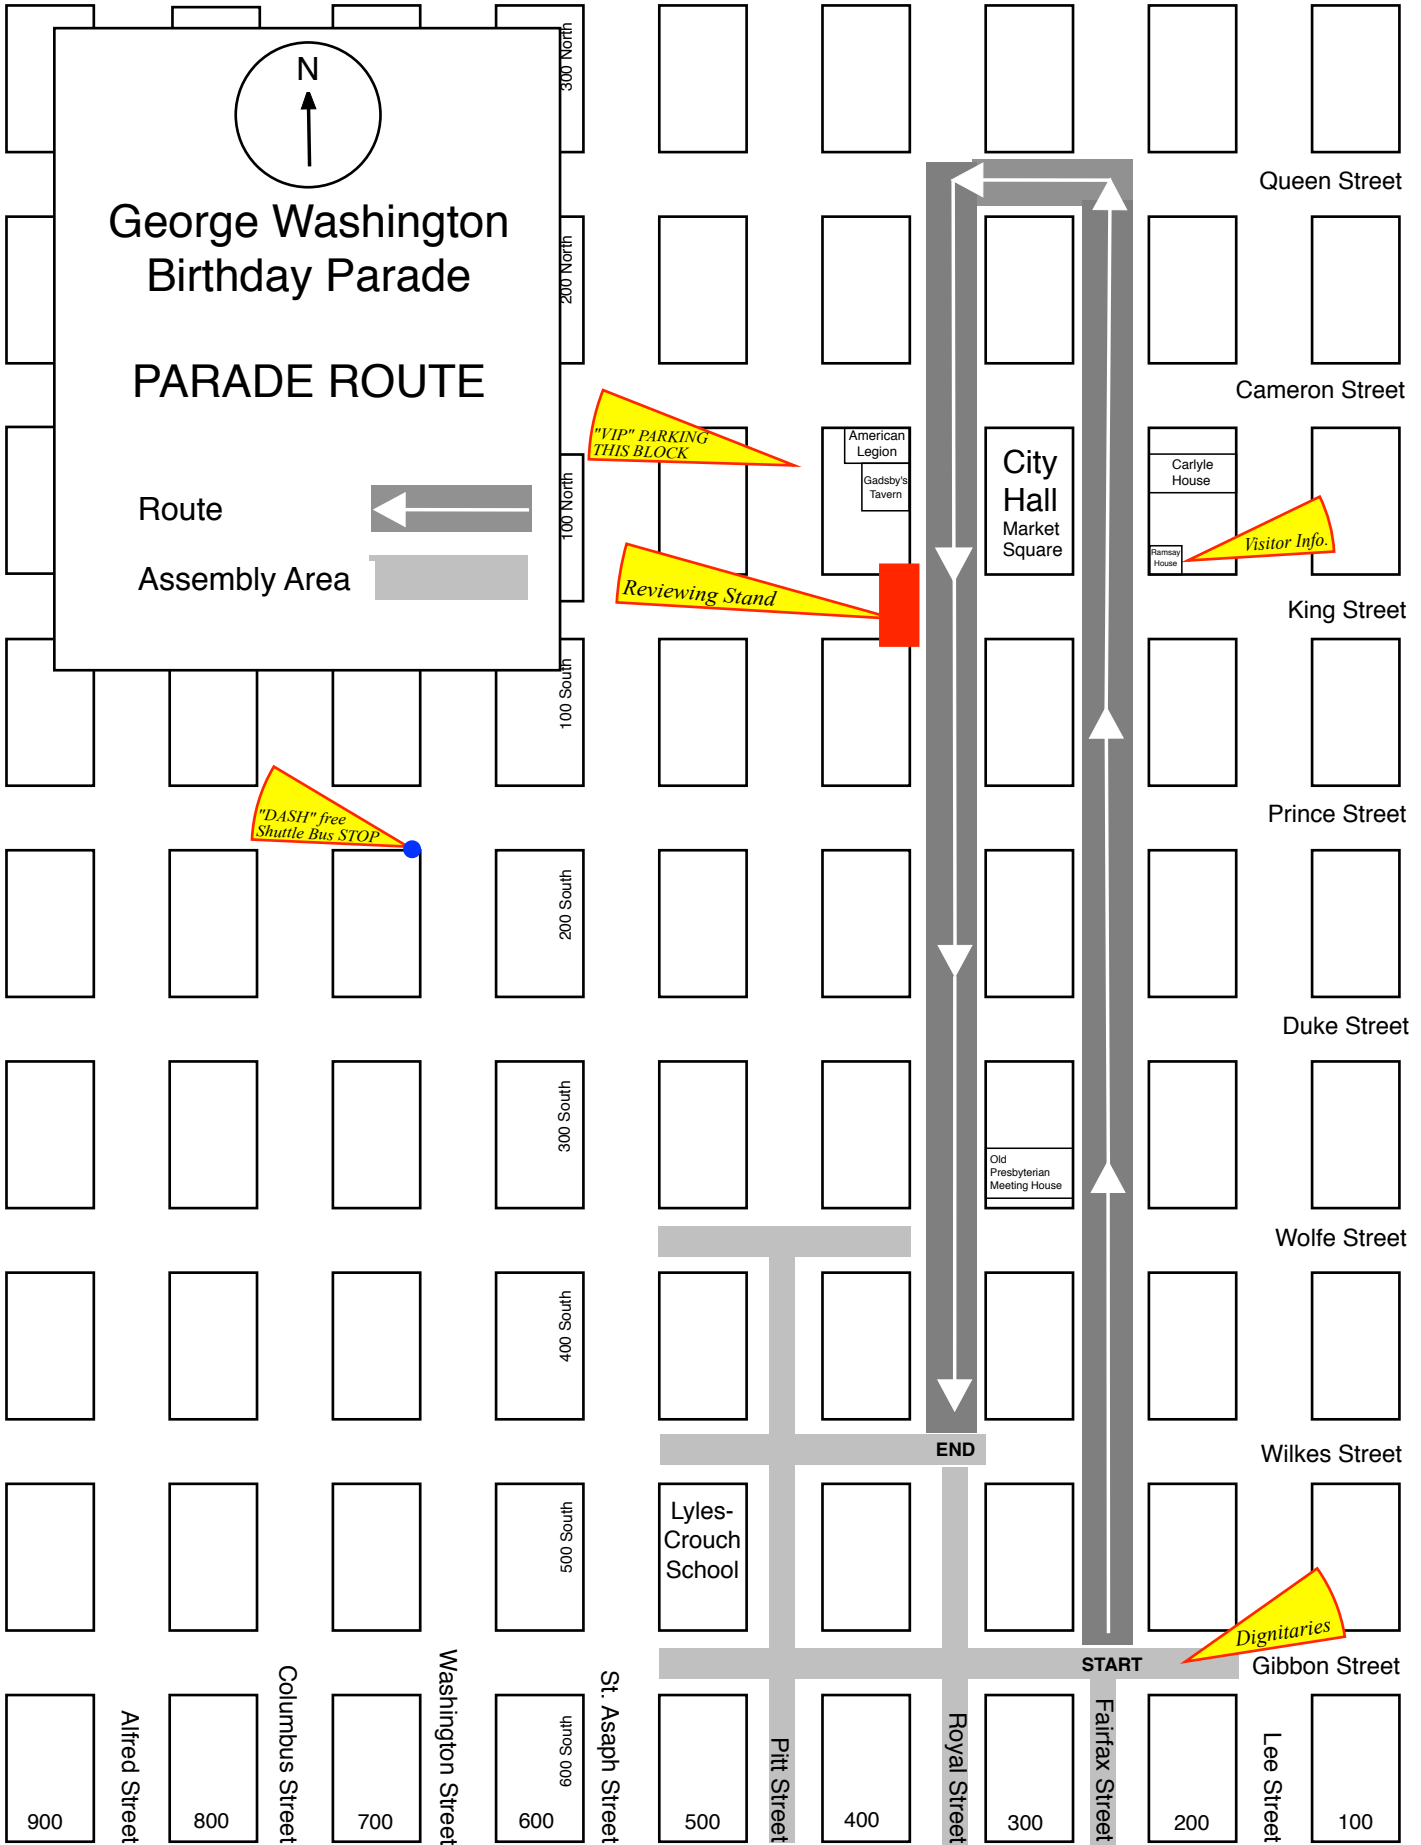 N
George Washington
Birthday Parade
PARADE ROUTE
Route
Assembly Area
300 North
200 North
100 North
100 South
200 South
300 South
400 South
500 South
600 South
Queen Street
Cameron Street
"VIP" PARKING
THIS BLOCK
American
Legion
Gadsby's
Tavern
City
Hall
Market
Square
Carlyle
House
Ramsay
House
Visitor Info.
Reviewing Stand
King Street
"DASH" free
Shuttle Bus STOP
Prince Street
Duke Street
Old
Presbyterian
Meeting House
Wolfe Street
END
Wilkes Street
Lyles-
Crouch
School
Dignitaries
START
Gibbon Street
Alfred Street
Columbus Street
Washington Street
St. Asaph Street
Pitt Street
Royal Street
Fairfax Street
Lee Street
900
800
700
600
500
400
300
200
100